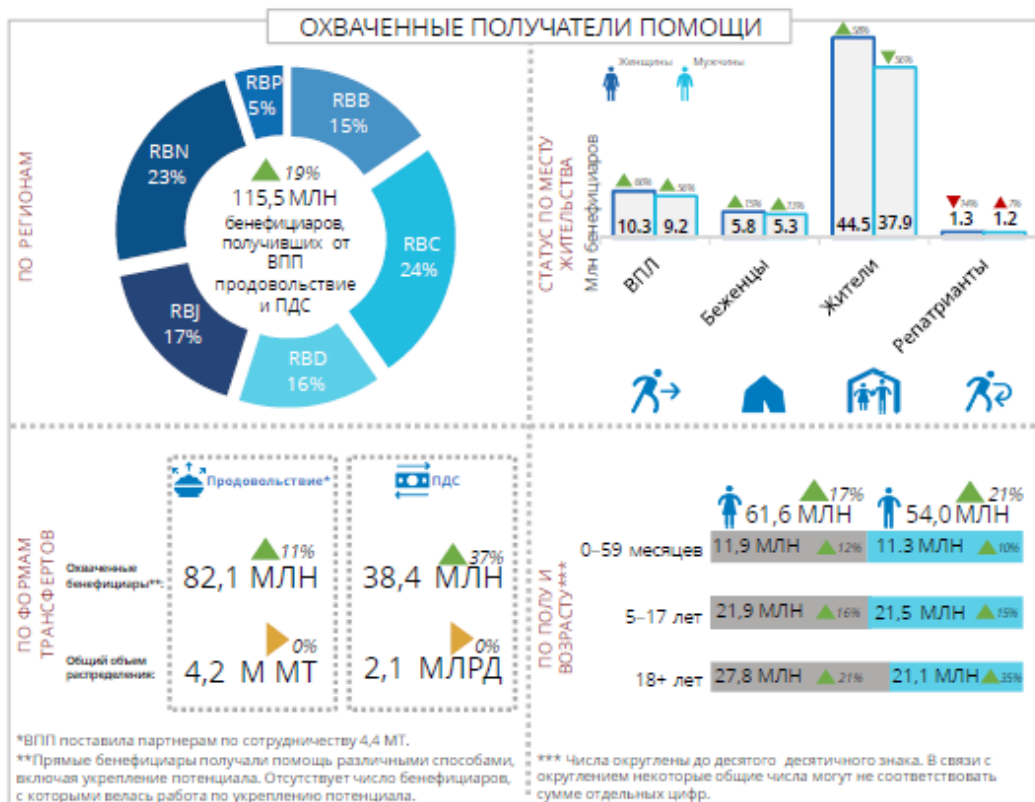 ОХВАЧЕННЫЕ ПОЛУЧАТЕЛИ ПОМОЩИ
ПО РЕГИОНАМ
RBP
5%
RBB
15%
RBN
23%
RBC
24%
RBJ
17%
RBD
16%
19%
115,5 МЛН
бенефициаров,
получивших от
ВПП
продовольствие
и ПДС
СТАТУС ПО МЕСТУ
ЖИТЕЛЬСТВА
Млн бенефициаров
Женщины
Мужчины
58%
56%
66%
56%
15%
73%
14%
7%
10.3
9.2
5.8
5.3
44.5
37.9
1.3
1.2
ВПЛ
Беженцы
Жители
Репатрианты
ПО ФОРМАМ
ТРАНСФЕРТОВ
Продовольствие*
ПДС
Охваченные
бенефициары**:
11%
82,1 МЛН
37%
38,4 МЛН
Общий объем
распределения:
0%
4,2 М МТ
0%
2,1 МЛРД
*ВПП поставила партнерам по сотрудничеству 4,4 МТ.
**Прямые бенефициары получали помощь различными способами,
включая укрепление потенциала. Отсутствует число бенефициаров,
с которыми велась работа по укреплению потенциала.
ПО ПОЛУ И
ВОЗРАСТУ***
17%
61,6 МЛН
21%
54,0 МЛН
0–59 месяцев
11,9 МЛН
12%
11.3 МЛН
10%
5–17 лет
21,9 МЛН
16%
21,5 МЛН
15%
18+ лет
27,8 МЛН
21%
21,1 МЛН
35%
*** Числа округлены до десятого десятичного знака. В связи с
округлением некоторые общие числа могут не соответствовать
сумме отдельных цифр.